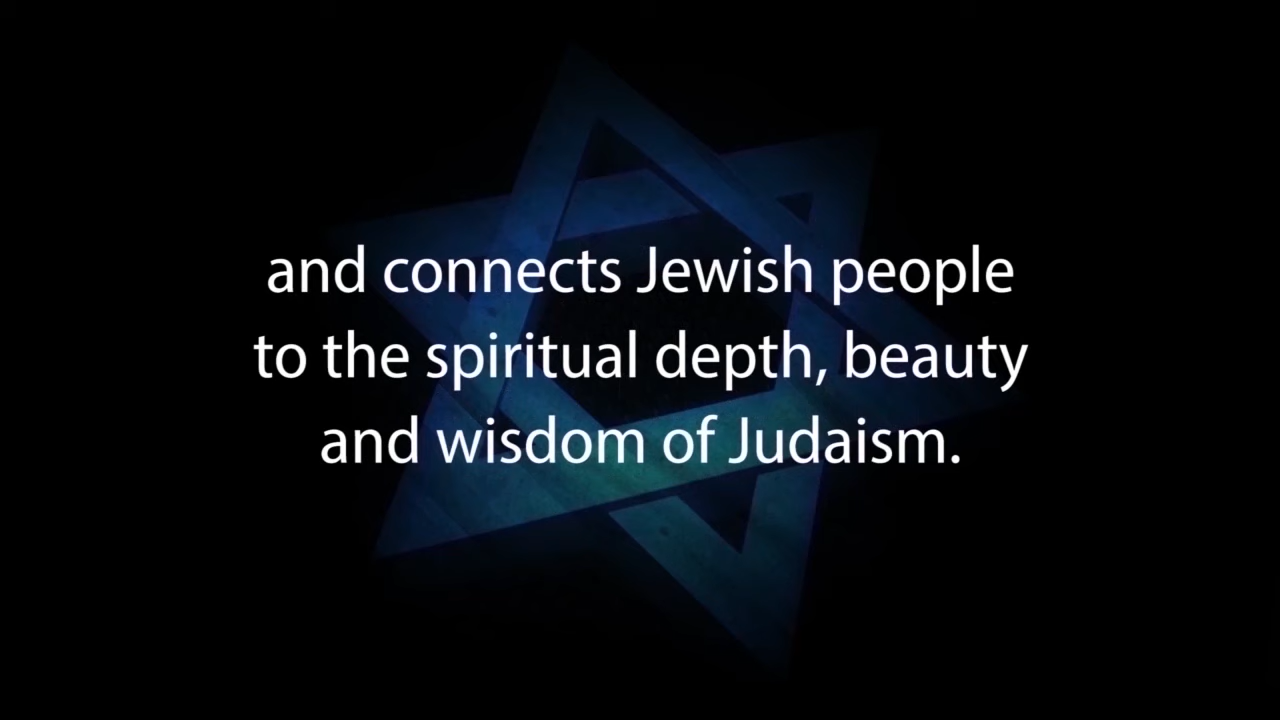 and connects Jewish people
to the spiritual depth, beauty
and wisdom of Judaism.